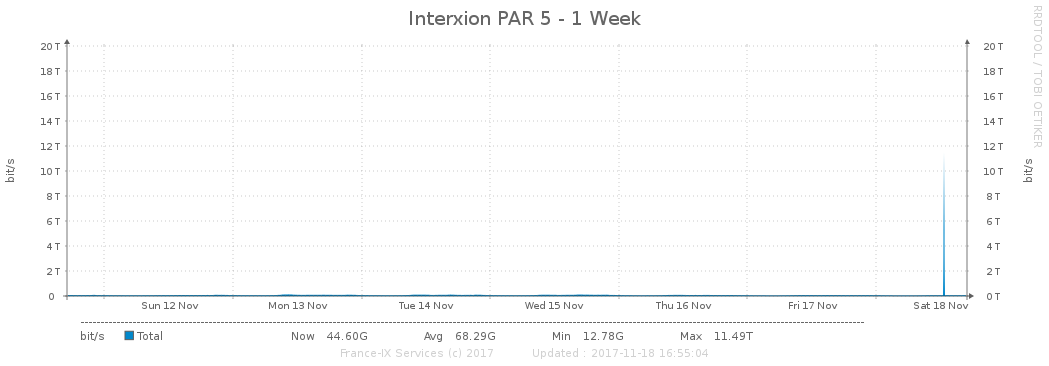 Interxion PAR 5 - 1 Week
RRDTOOL / TOBI OETIKER
20 T 20 T
18 T 18 T
16 T 16 T
14 T 14 T
12 T 12 T
10 T 10 T
8 T 8 T
6 T 6 T
4 T 4 T
2 T 2 T
0 0 T
bit/s bit/s
Sun 12 Nov Mon 13 Nov Tue 14 Nov Wed 15 Nov Thu 16 Nov Fri 17 Nov Sat 18 Nov
bit/s Total Now 44.60G Avg 68.29G Min 12.78G Max 11.49T
France-IX Services (c) 2017 Updated : 2017-11-18 16:55:04